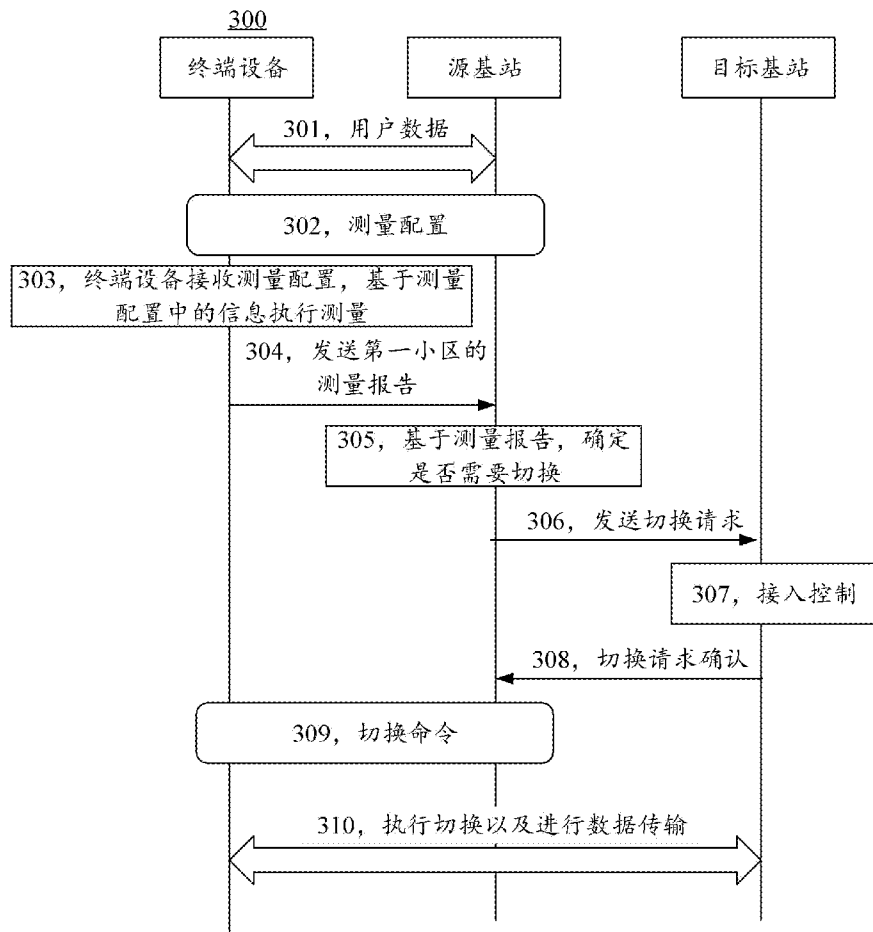 300
终端设备
源基站
目标基站
301，用户数据
302，测量配置
303，终端设备接收测量配置，基于测量
配置中的信息执行测量
304，发送第一小区的
测量报告
305，基于测量报告，确定
是否需要切换
306，发送切换请求
307，接入控制
308，切换请求确认
309，切换命令
310，执行切换以及进行数据传输